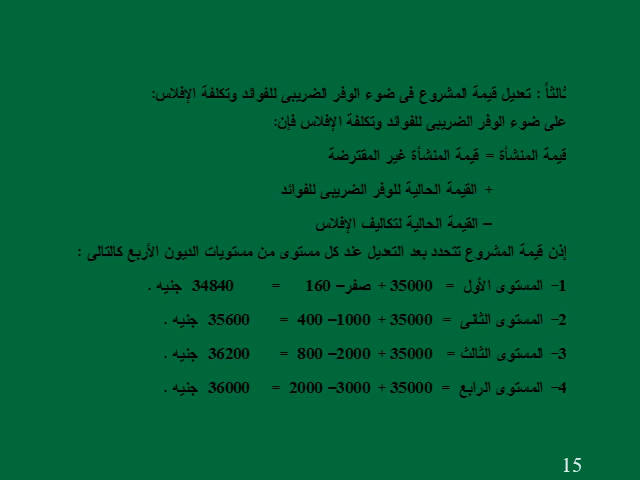 ثالثاً : تعديل قيمة المشروع فى ضوء الوفر الضريبى للفوائد وتكلفة الإفلاس:
على ضوء الوفر الضريبى للفوائد وتكلفة الإفلاس فإن:
قيمة المنشأة = قيمة المنشأة غير المقترضة
+ القيمة الحالية للوفر الضريبى للفوائد
– القيمة الحالية لتكاليف الإفلاس
إذن قيمة المشروع تتحدد بعد التعديل عند كل مستوى من مستويات الديون الأربع كالتالى :
1- المستوى الأول = 35000 + صفر– 160 = 34840 جنيه .
2- المستوى الثانى = 35000 + 1000– 400 = 35600 جنيه .
3- المستوى الثالث = 35000 + 2000– 800 = 36200 جنيه .
4- المستوى الرابع = 35000 + 3000– 2000 = 36000 جنيه .
15